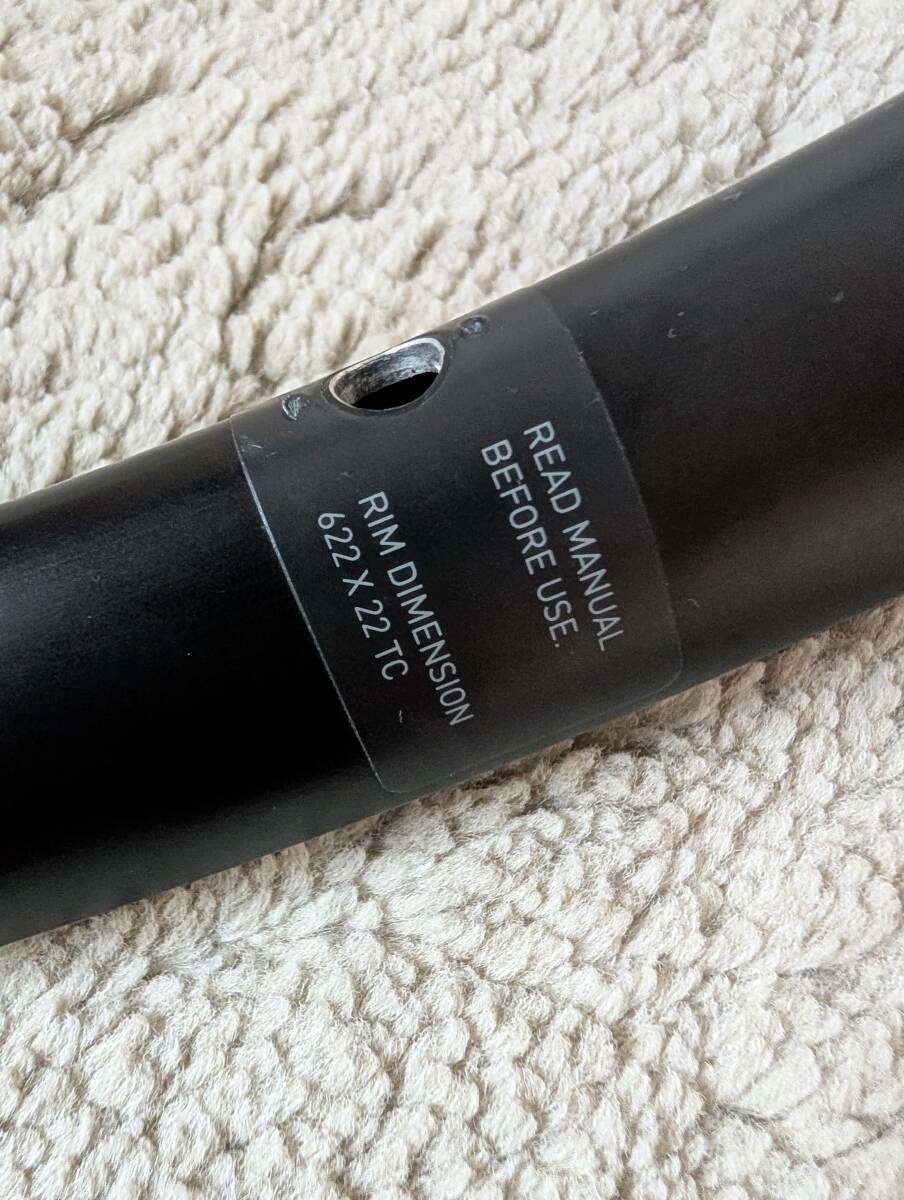 READ MANUAL
BEFORE USE.
RIM DIMENSION
622 X 22 TC